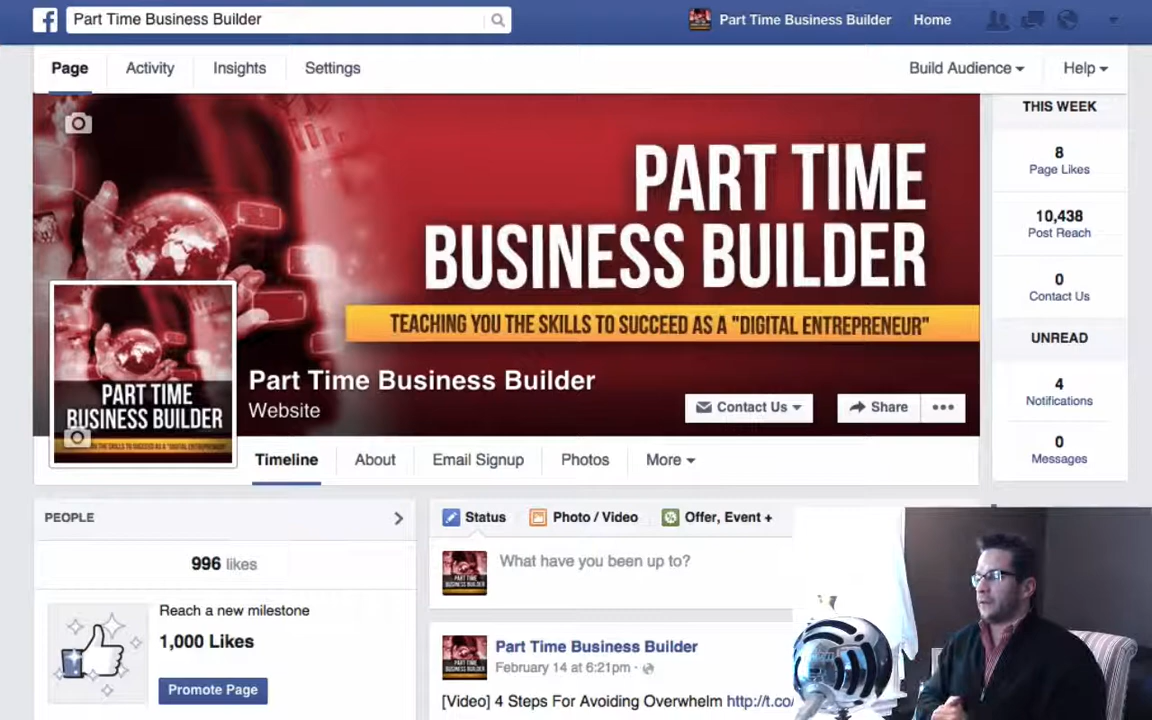 Part Time Business Builder
Part Time Business Builder Home
Page Activity Insights Settings Build Audience Help
PART TIME
BUSINESS BUILDER
TEACHING YOU THE SKILLS TO SUCCEED AS A "DIGITAL ENTREPRENEUR"
PART TIME
BUSINESS BUILDER
Part Time Business Builder
Website
Contact Us Share
Timeline About Email Signup Photos More
THIS WEEK
8
Page Likes
10,438
Post Reach
0
Contact Us
UNREAD
4
Notifications
0
Messages
PEOPLE
996 likes
Reach a new milestone
1,000 Likes
Promote Page
Status Photo / Video Offer, Event +
What have you been up to?
Part Time Business Builder
February 14 at 6:21pm
[Video] 4 Steps For Avoiding Overwhelm http://t.co/